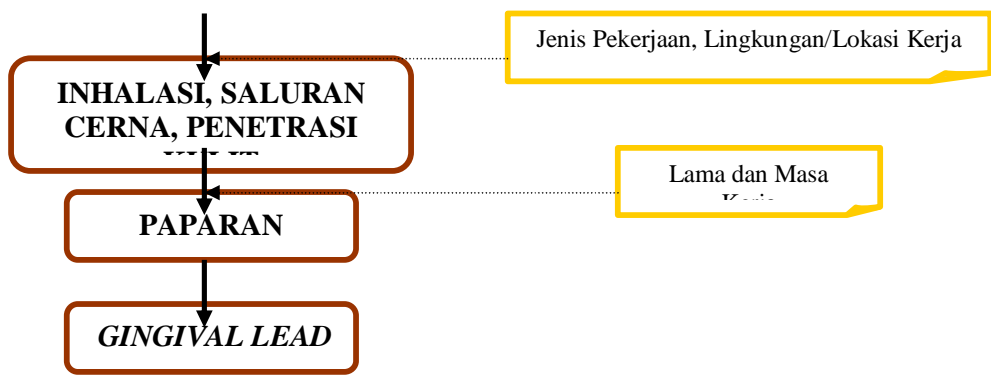 Jenis Pekerjaan, Lingkungan/Lokasi Kerja
INHALASI, SALURAN
CERNA, PENETRASI
Lama dan Masa
PAPARAN
GINGIVAL LEAD